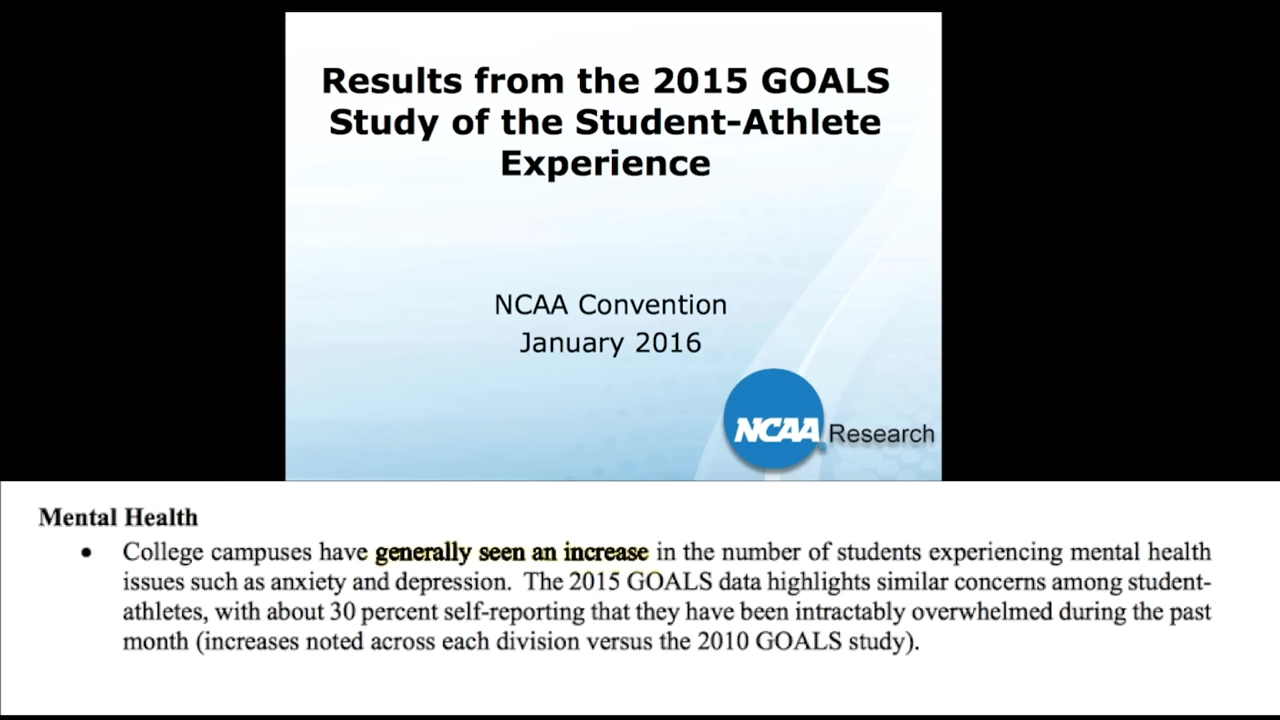 Results from the 2015 GOALS
Study of the Student-Athlete
Experience
NCAA Convention
January 2016
NCAA® Research
Mental Health
• College campuses have generally seen an increase in the number of students experiencing mental health
issues such as anxiety and depression. The 2015 GOALS data highlights similar concerns among student-
athletes, with about 30 percent self-reporting that they have been intractably overwhelmed during the past
month (increases noted across each division versus the 2010 GOALS study).